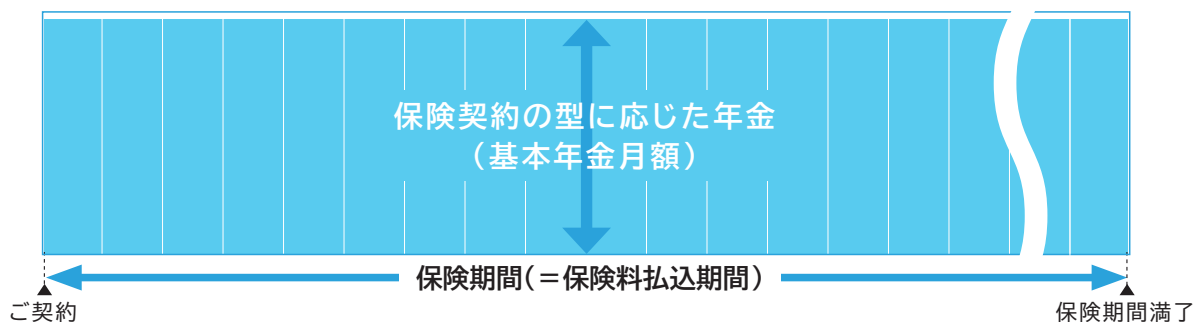 保険契約の型に応じた年金
（基本年金月額）
保険期間（＝保険料払込期間）
ご契約
保険期間満了